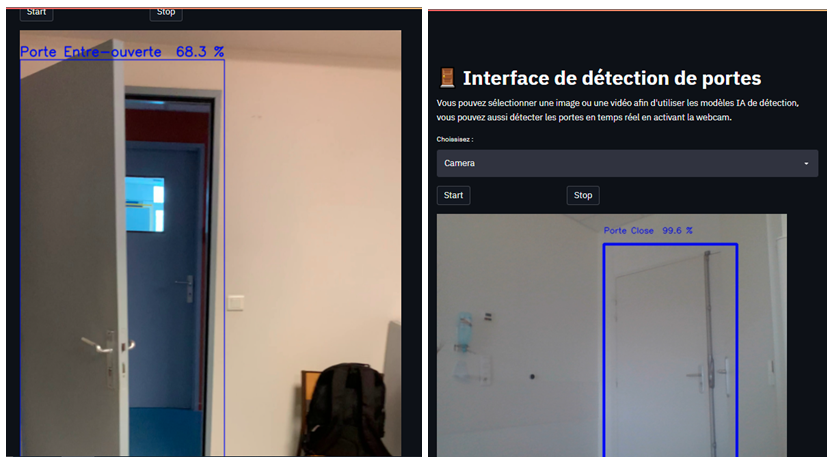 Start
Stop
Porte Entre-ouverte 68.3 %
Interface de détection de portes
Vous pouvez sélectionner une image ou une vidéo afin d'utiliser les modèles IA de détection,
vous pouvez aussi détecter les portes en temps réel en activant la webcam.
Choissisez :
Camera
Start
Stop
Porte Close 99.6 %